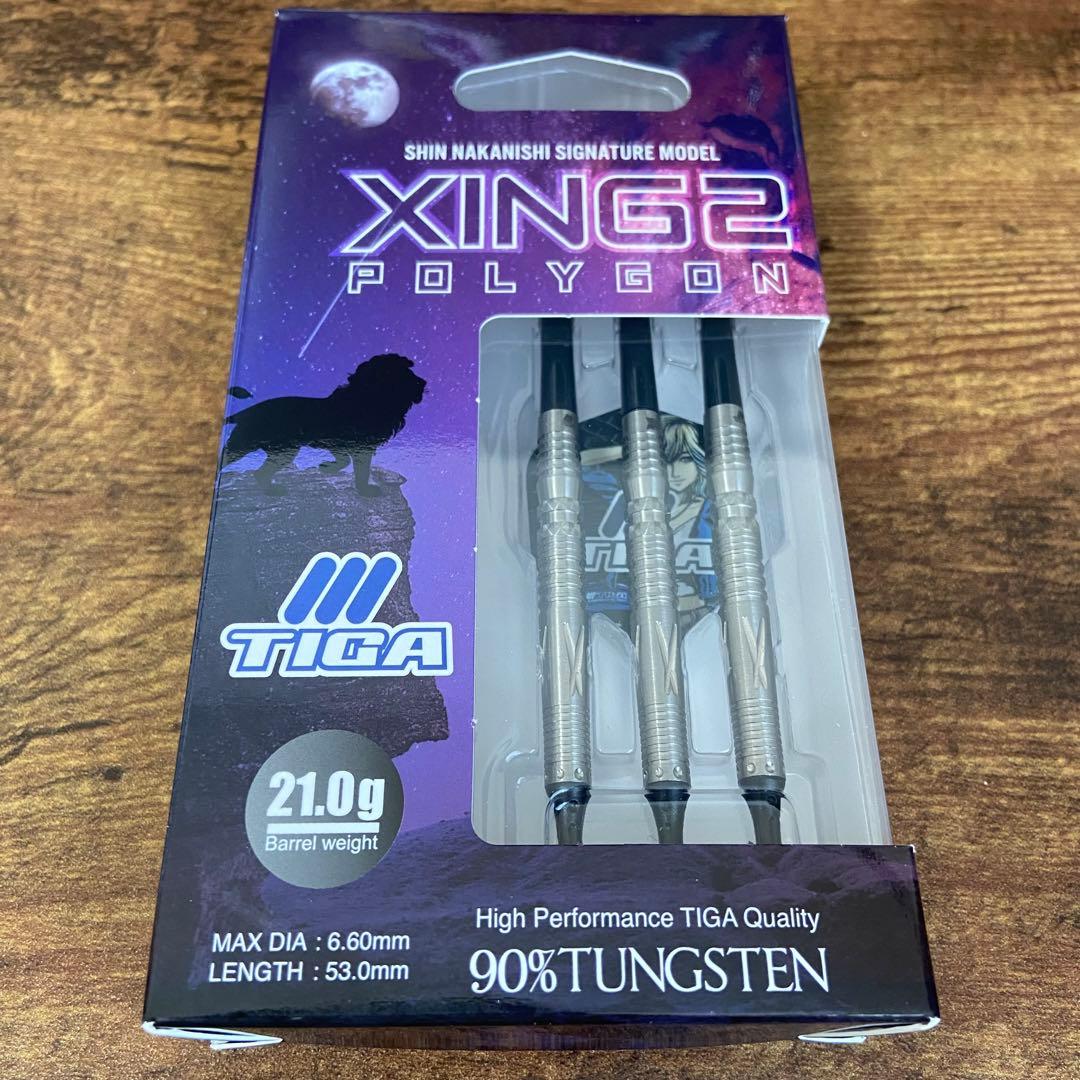 SHIN NAKANISHI SIGNATURE MODEL
XING2
POLYGON
TIGA
TIGA
X
X
X
21.0g
Barrel weight
MAX DIA : 6.60mm
LENGTH : 53.0mm
High Performance TIGA Quality
90%TUNGSTEN